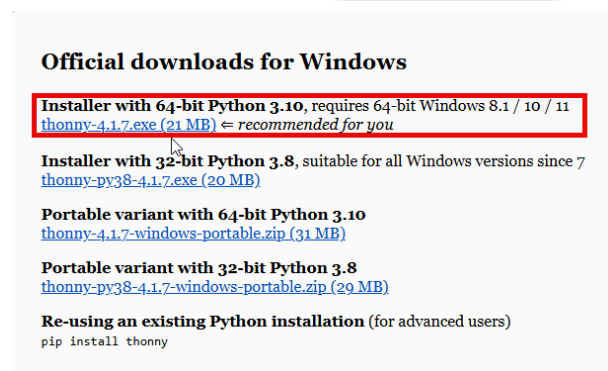 Official downloads for Windows
Installer with 64-bit Python 3.10, requires 64-bit Windows 8.1 / 10 / 11
thonny-4.1.7.exe (21 MB) ⇐ recommended for you
Installer with 32-bit Python 3.8, suitable for all Windows versions since 7
thonny-py38-4.1.7.exe (20 MB)
Portable variant with 64-bit Python 3.10
thonny-4.1.7-windows-portable.zip (31 MB)
Portable variant with 32-bit Python 3.8
thonny-py38-4.1.7-windows-portable.zip (29 MB)
Re-using an existing Python installation (for advanced users)
pip install thonny